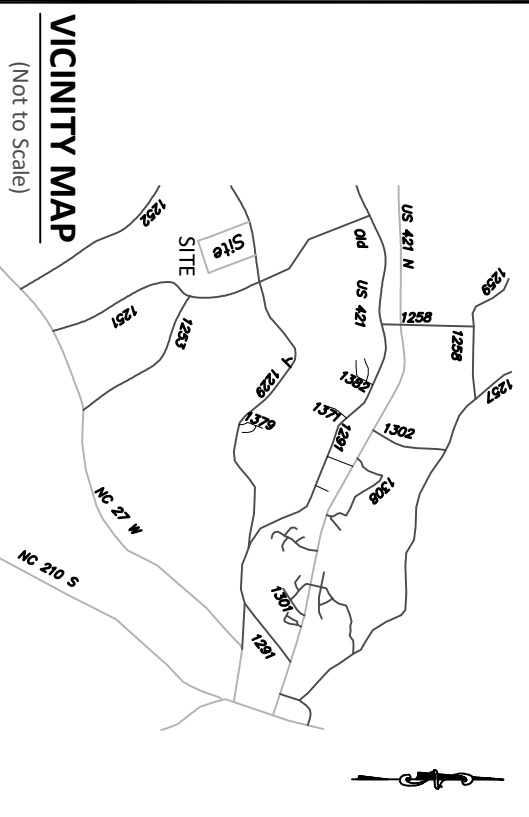 VICINITY MAP
(Not to Scale)
1252
Site
SITE
1251
1253
Old
US 421
US 421 N
1259
1258
1258
1257
1382
1229
1371
1379
1291
1302
1308
NC 27 W
NC 210 S
1301
1291